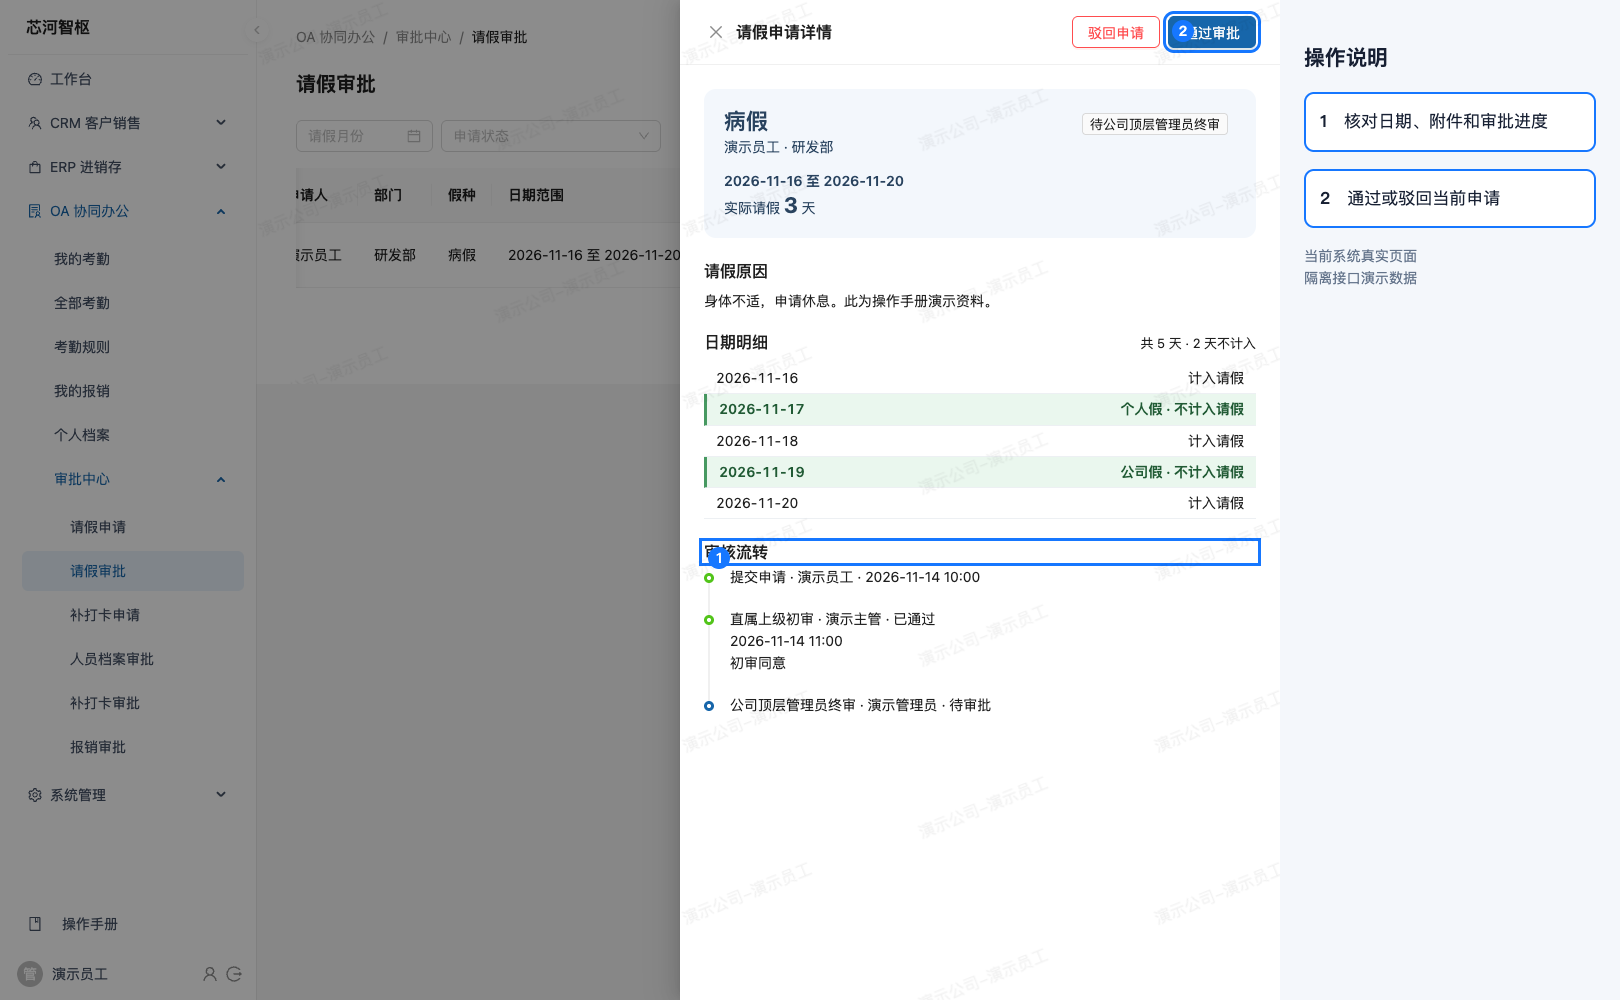 芯河智枢
工作台
CRM 客户销售
ERP 进销存
OA 协同办公
我的考勤
全部考勤
考勤规则
我的报销
个人档案
审批中心
请假申请
请假审批
补打卡申请
人员档案审批
补打卡审批
报销审批
系统管理
操作手册
管 演示员工
OA 协同办公 / 审批中心 / 请假审批
请假审批
请假月份 申请状态
申请人 部门 假种 日期范围
演示员工 研发部 病假 2026-11-16 至 2026-11-20
请假申请详情
驳回申请
2 通过审批
病假
待公司顶层管理员终审
演示员工 · 研发部
2026-11-16 至 2026-11-20
实际请假 3 天
请假原因
身体不适，申请休息。此为操作手册演示资料。
日期明细 共 5 天 · 2 天不计入
2026-11-16 计入请假
2026-11-17 个人假 · 不计入请假
2026-11-18 计入请假
2026-11-19 公司假 · 不计入请假
2026-11-20 计入请假
审核流转
1
提交申请 · 演示员工 · 2026-11-14 10:00
直属上级初审 · 演示主管 · 已通过
2026-11-14 11:00
初审同意
公司顶层管理员终审 · 演示管理员 · 待审批
操作说明
1 核对日期、附件和审批进度
2 通过或驳回当前申请
当前系统真实页面
隔离接口演示数据
演示公司-演示员工